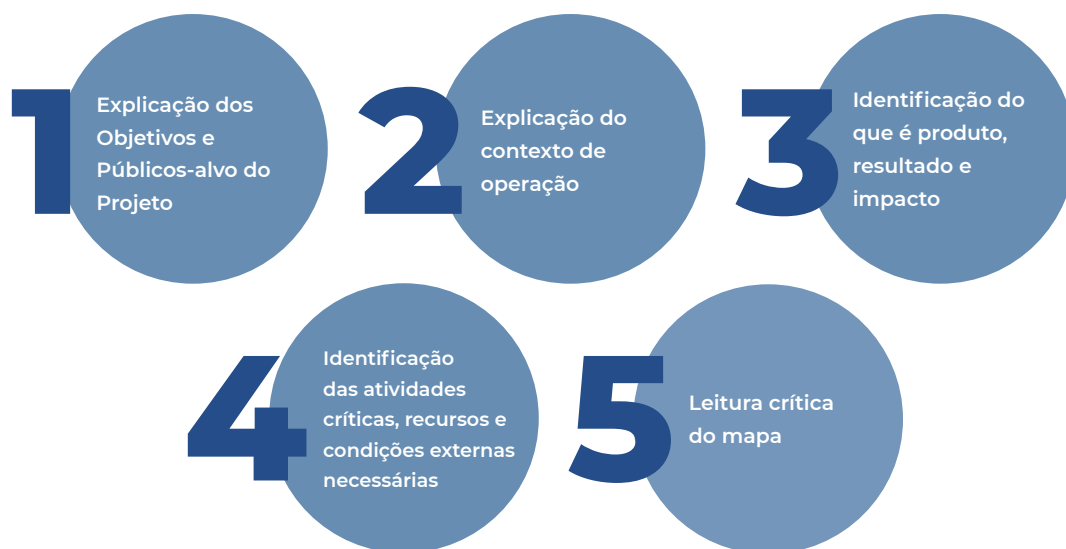 1
Explicação dos
Objetivos e
Públicos-alvo do
Projeto
2
Explicação do
contexto de
operação
3
Identificação do
que é produto,
resultado e
impacto
4
Identificação
das atividades
críticas, recursos e
condições externas
necessárias
5
Leitura crítica
do mapa